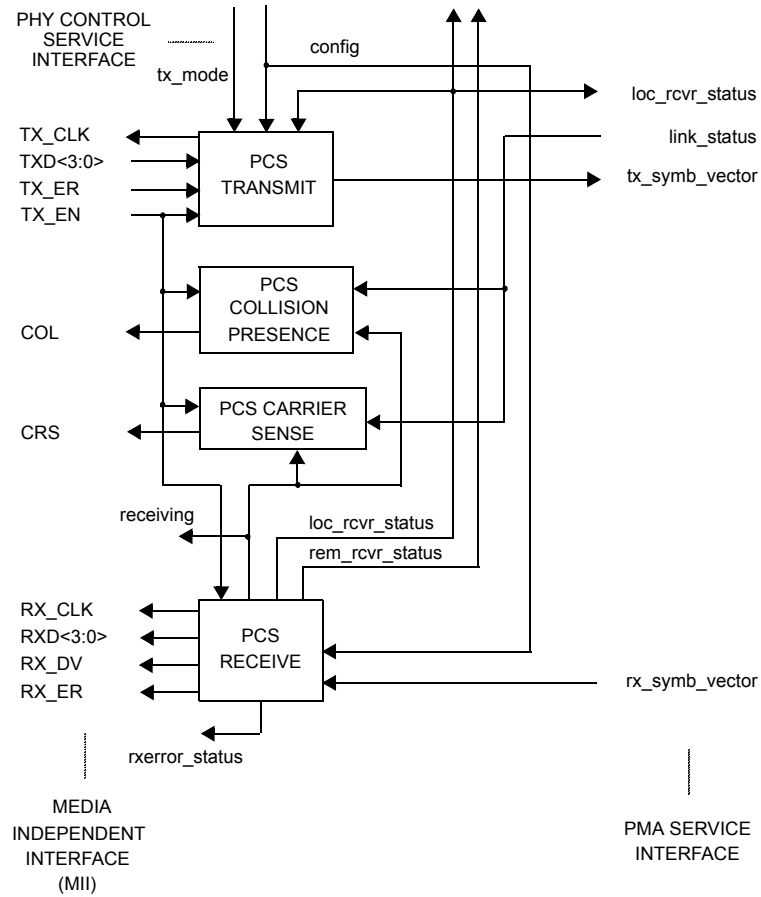 PHY CONTROL
SERVICE
INTERFACE
config
tx_mode
loc_rcvr_status
link_status
tx_symb_vector
TX_CLK
TXD<3:0>
TX_ER
TX_EN
PCS
TRANSMIT
PCS
COLLISION
PRESENCE
COL
PCS CARRIER
SENSE
CRS
receiving
loc_rcvr_status
rem_rcvr_status
RX_CLK
RXD<3:0>
RX_DV
RX_ER
PCS
RECEIVE
rx_symb_vector
rxerror_status
MEDIA
INDEPENDENT
INTERFACE
(MII)
PMA SERVICE
INTERFACE